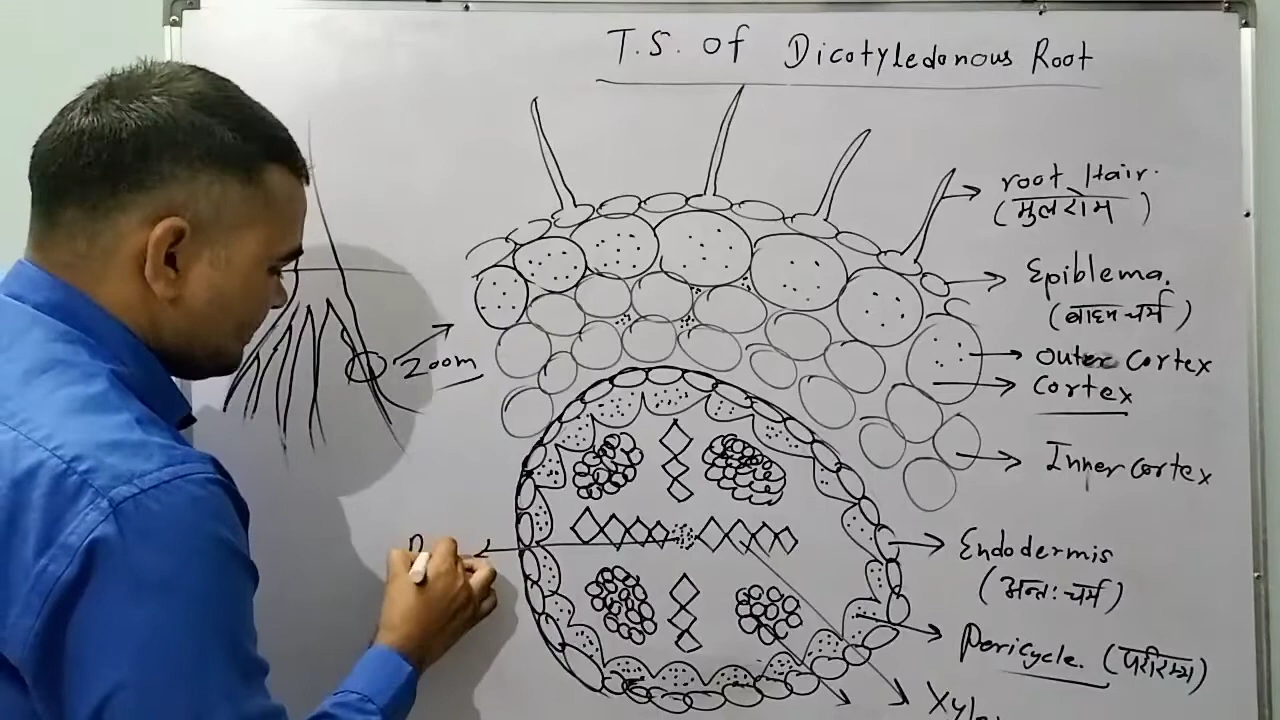 T.S. of Dicotyledonous Root
root Hair.
(मुलरोम)
Epiblema.
(बाह्य चर्म)
Zoom
Outer Cortex
Cortex
Inner Cortex
Endodermis
(अन्तः चर्म)
Pericycle. (परीरम्भ)